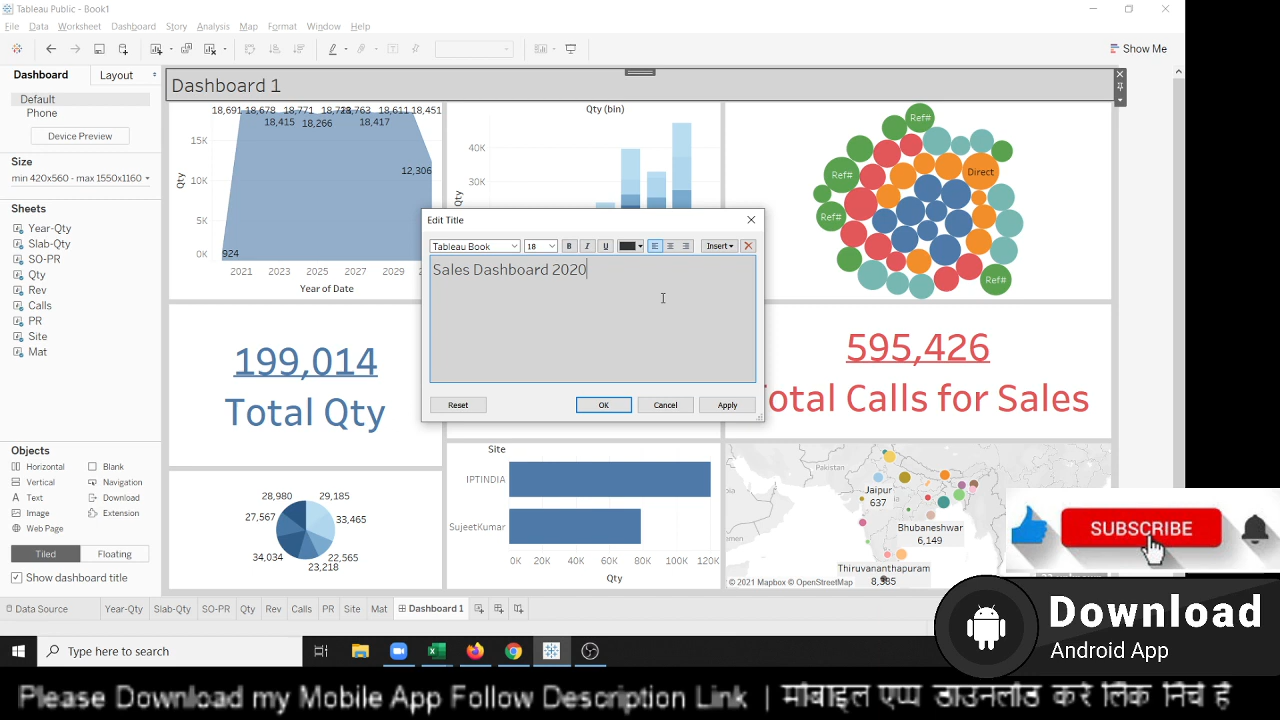 Tableau Public - Book1
File Data Worksheet Dashboard Story Analysis Map Format Window Help
Show Me
Dashboard Layout
Default
Phone
Device Preview
Size
min 420x560 - max 1550x1160
Sheets
Year-Qty
Slab-Qty
SO-PR
Qty
Rev
Calls
PR
Site
Mat
Objects
Horizontal Blank
Vertical Navigation
Text Download
Image Extension
Web Page
Tiled Floating
Show dashboard title
Dashboard 1
18,691 18,678 18,771 18,763 18,611 18,451
18,415 18,266 18,417
12,306
924
15K
10K
5K
0K
Qty
2021 2023 2025 2027 2029
Year of Date
Qty (bin)
40K
30K
Qty
Ref#
Direct
Ref#
Ref#
Ref#
Edit Title
Tableau Book 18 B I U Insert
Sales Dashboard 2020
Reset OK Cancel Apply
199,014
Total Qty
595,426
Total Calls for Sales
28,980 29,185
27,567 33,465
34,034 22,565
23,218
Site
IPTINDIA
SujeetKumar
0K 20K 40K 60K 80K 100K 120K
Qty
Pakistan
Jaipur
637
Bhubaneshwar
6,149
Thiruvananthapuram
8,385
© 2021 Mapbox © OpenStreetMap
Data Source Year-Qty Slab-Qty SO-PR Qty Rev Calls PR Site Mat Dashboard 1
SUBSCRIBE
Download
Android App
Type here to search
Please Download my Mobile App Follow Description Link | मोबाइल एप्प डाउनलोड करे लिंक निचे है